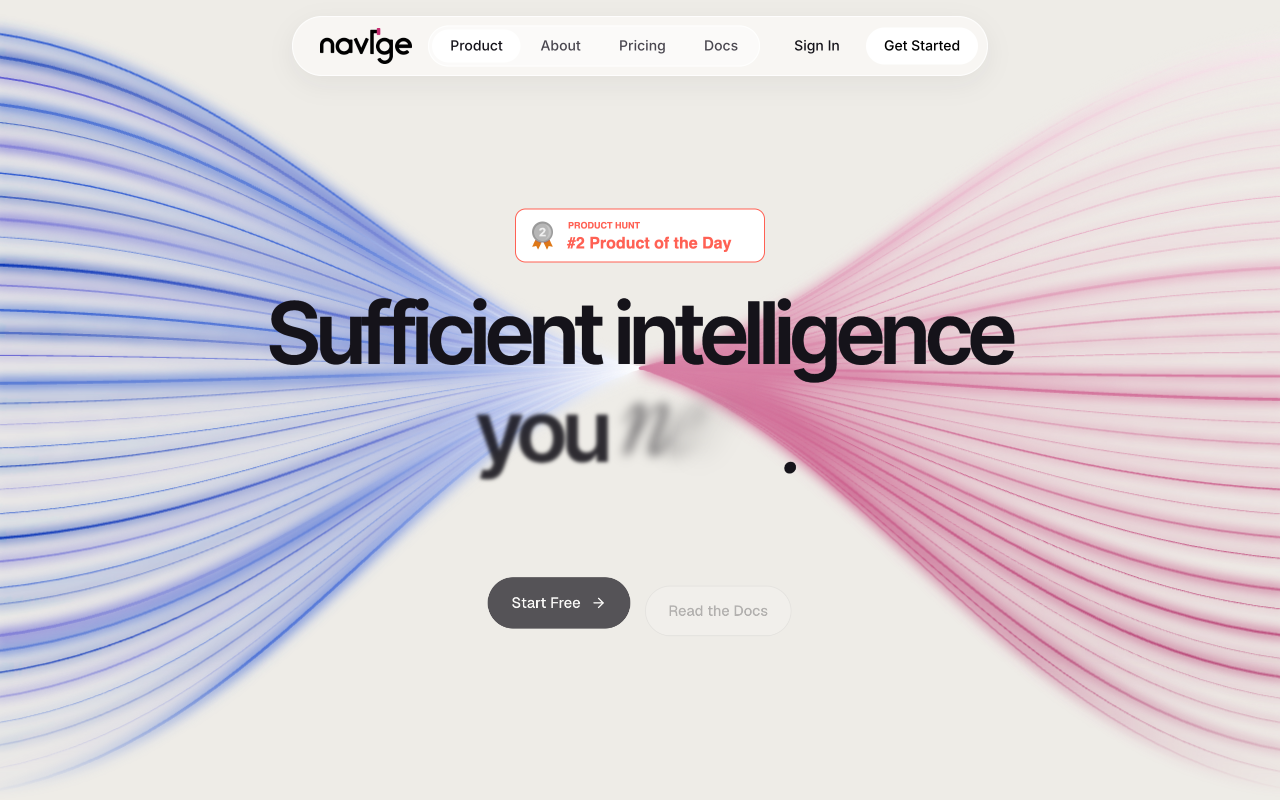 navige
Product
About
Pricing
Docs
Sign In
Get Started
2
PRODUCT HUNT
#2 Product of the Day
Sufficient intelligence
you
Start Free
Read the Docs